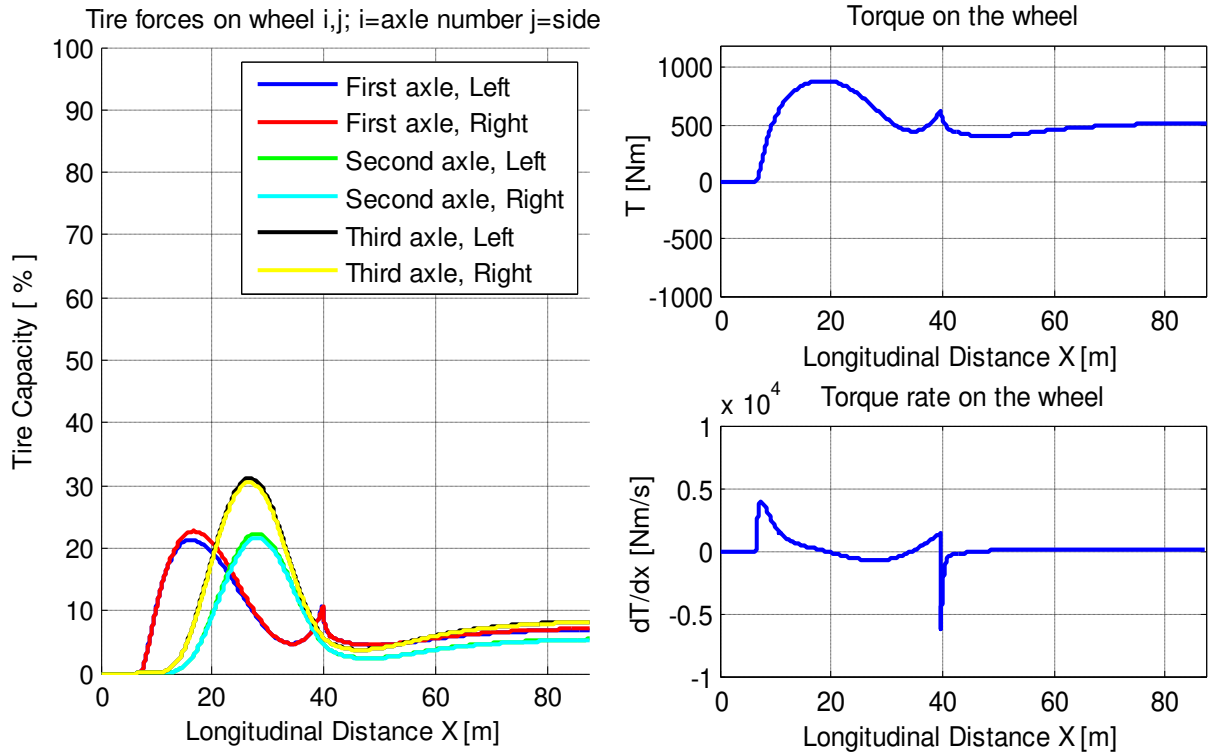 Tire forces on wheel i,j; i=axle number j=side
100
90
80
70
60
50
40
30
20
10
0
Tire Capacity [ % ]
First axle, Left
First axle, Right
Second axle, Left
Second axle, Right
Third axle, Left
Third axle, Right
0 20 40 60 80
Longitudinal Distance X [m]
Torque on the wheel
1000
500
0
-500
-1000
T [Nm]
0 20 40 60 80
Longitudinal Distance X [m]
x 10^4
Torque rate on the wheel
1
0.5
0
-0.5
-1
dT/dx [Nm/s]
0 20 40 60 80
Longitudinal Distance X [m]